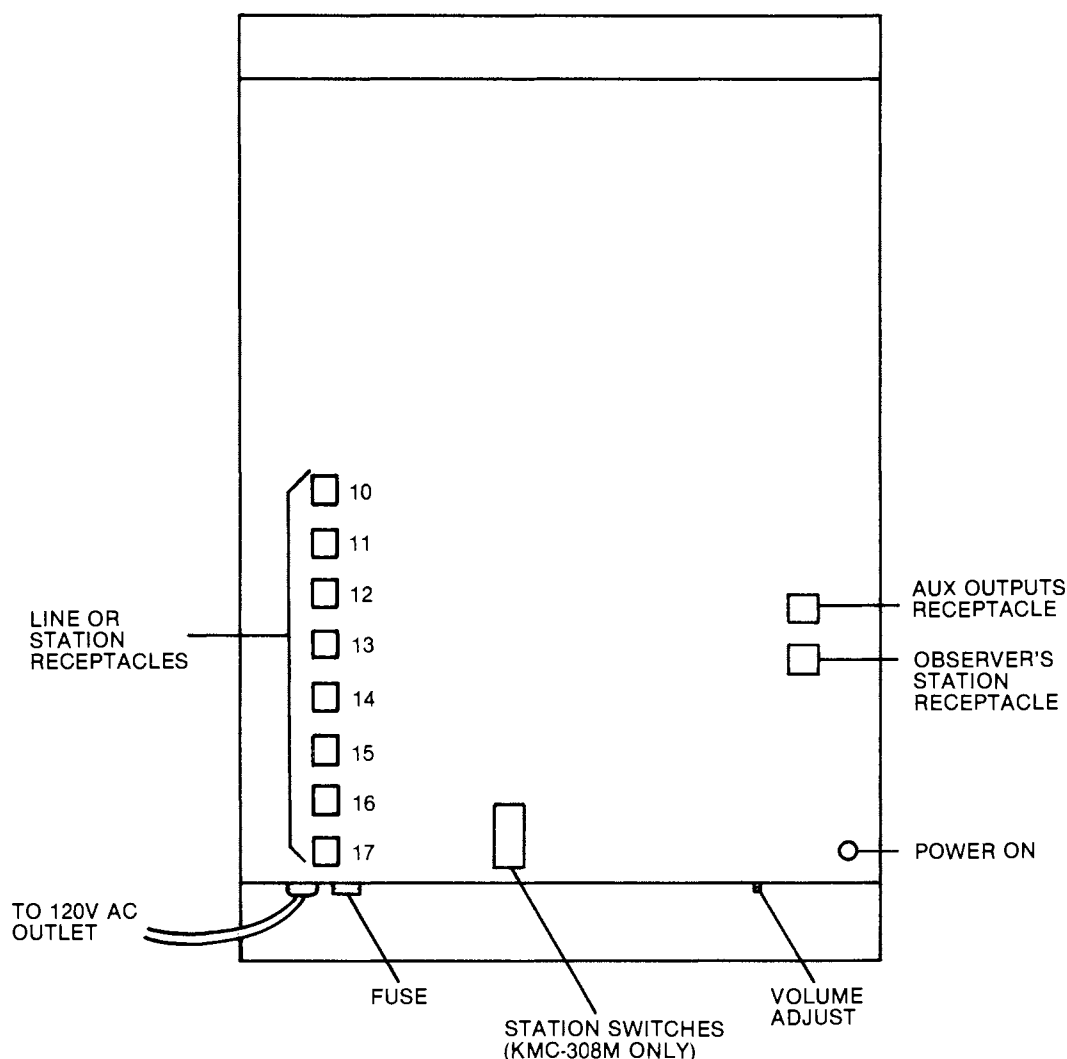 10
11
12
13
14
15
16
17
LINE OR
STATION
RECEPTACLES
AUX OUTPUTS
RECEPTACLE
OBSERVER'S
STATION
RECEPTACLE
POWER ON
TO 120V AC
OUTLET
FUSE
STATION SWITCHES
(KMC-308M ONLY)
VOLUME
ADJUST